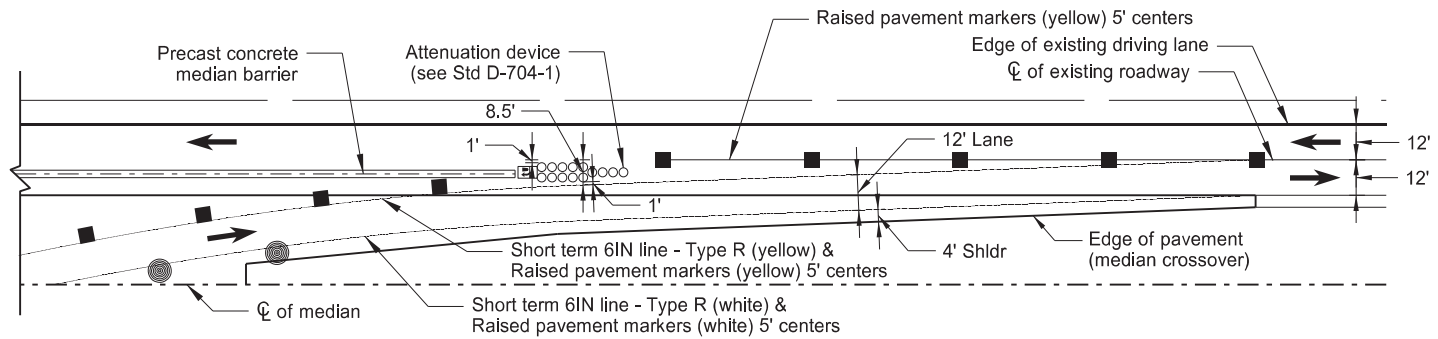 Raised pavement markers (yellow) 5' centers
Precast concrete
median barrier
Attenuation device
(see Std D-704-1)
Edge of existing driving lane
℄ of existing roadway
8.5'
1'
12' Lane
12'
12'
1'
Short term 6IN line - Type R (yellow) &
Raised pavement markers (yellow) 5' centers
4' Shldr
Edge of pavement
(median crossover)
℄ of median
Short term 6IN line - Type R (white) &
Raised pavement markers (white) 5' centers